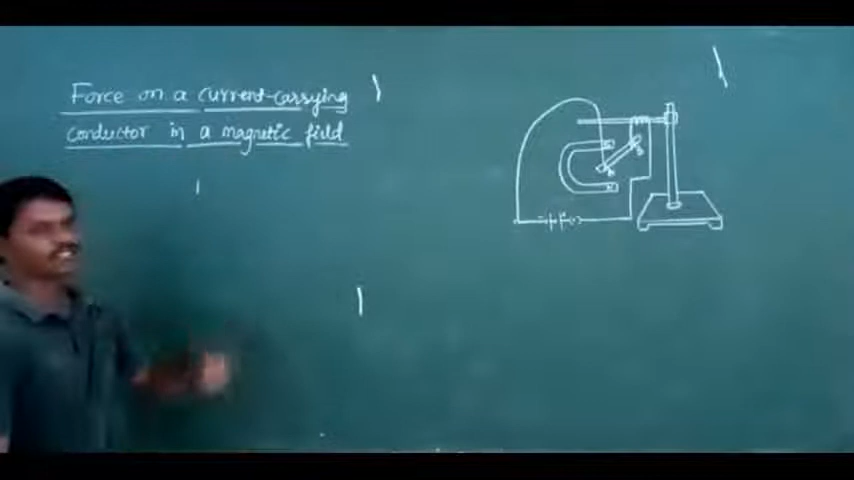 Force on a current-carrying
conductor in a magnetic field